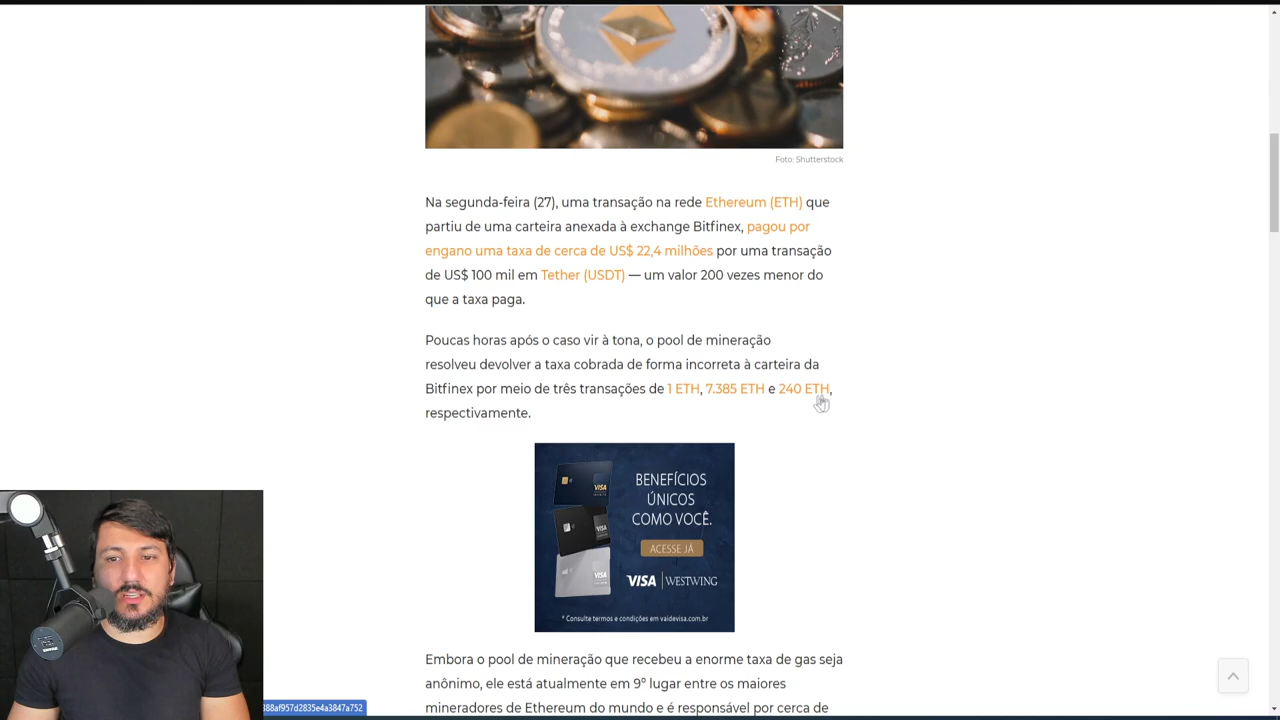 Foto: Shutterstock
Na segunda-feira (27), uma transação na rede Ethereum (ETH) que
partiu de uma carteira anexada à exchange Bitfinex, pagou por
engano uma taxa de cerca de US$ 22,4 milhões por uma transação
de US$ 100 mil em Tether (USDT) — um valor 200 vezes menor do
que a taxa paga.
Poucas horas após o caso vir à tona, o pool de mineração
resolveu devolver a taxa cobrada de forma incorreta à carteira da
Bitfinex por meio de três transações de 1 ETH, 7.385 ETH e 240 ETH,
respectivamente.
BENEFÍCIOS
ÚNICOS
COMO VOCÊ.
ACESSE JÁ
VISA | WESTWING
* Consulte termos e condições em vaidevisa.com.br
Embora o pool de mineração que recebeu a enorme taxa de gas seja
anônimo, ele está atualmente em 9º lugar entre os maiores
mineradores de Ethereum do mundo e é responsável por cerca de
388af957d2835e4a3847a752